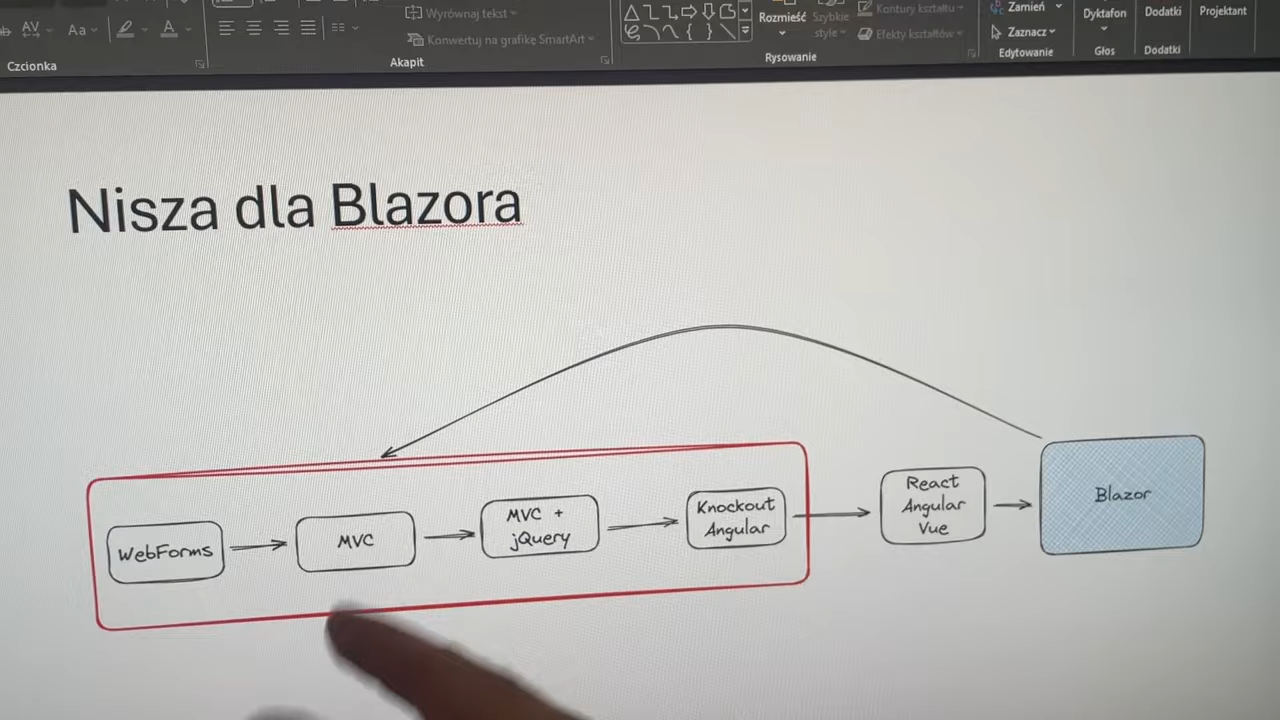 Wyrównaj tekst
Zamień
Aa
Konwertuj na grafikę SmartArt
Rozmieść
Szybkie
style
Kontury kształtu
Efekty kształtów
Zaznacz
Dyktafon
Dodatki
Projektant
Czcionka
Akapit
Rysowanie
Edytowanie
Głos
Dodatki
Nisza dla Blazora
WebForms
MVC
MVC +
jQuery
Knockout
Angular
React
Angular
Vue
Blazor